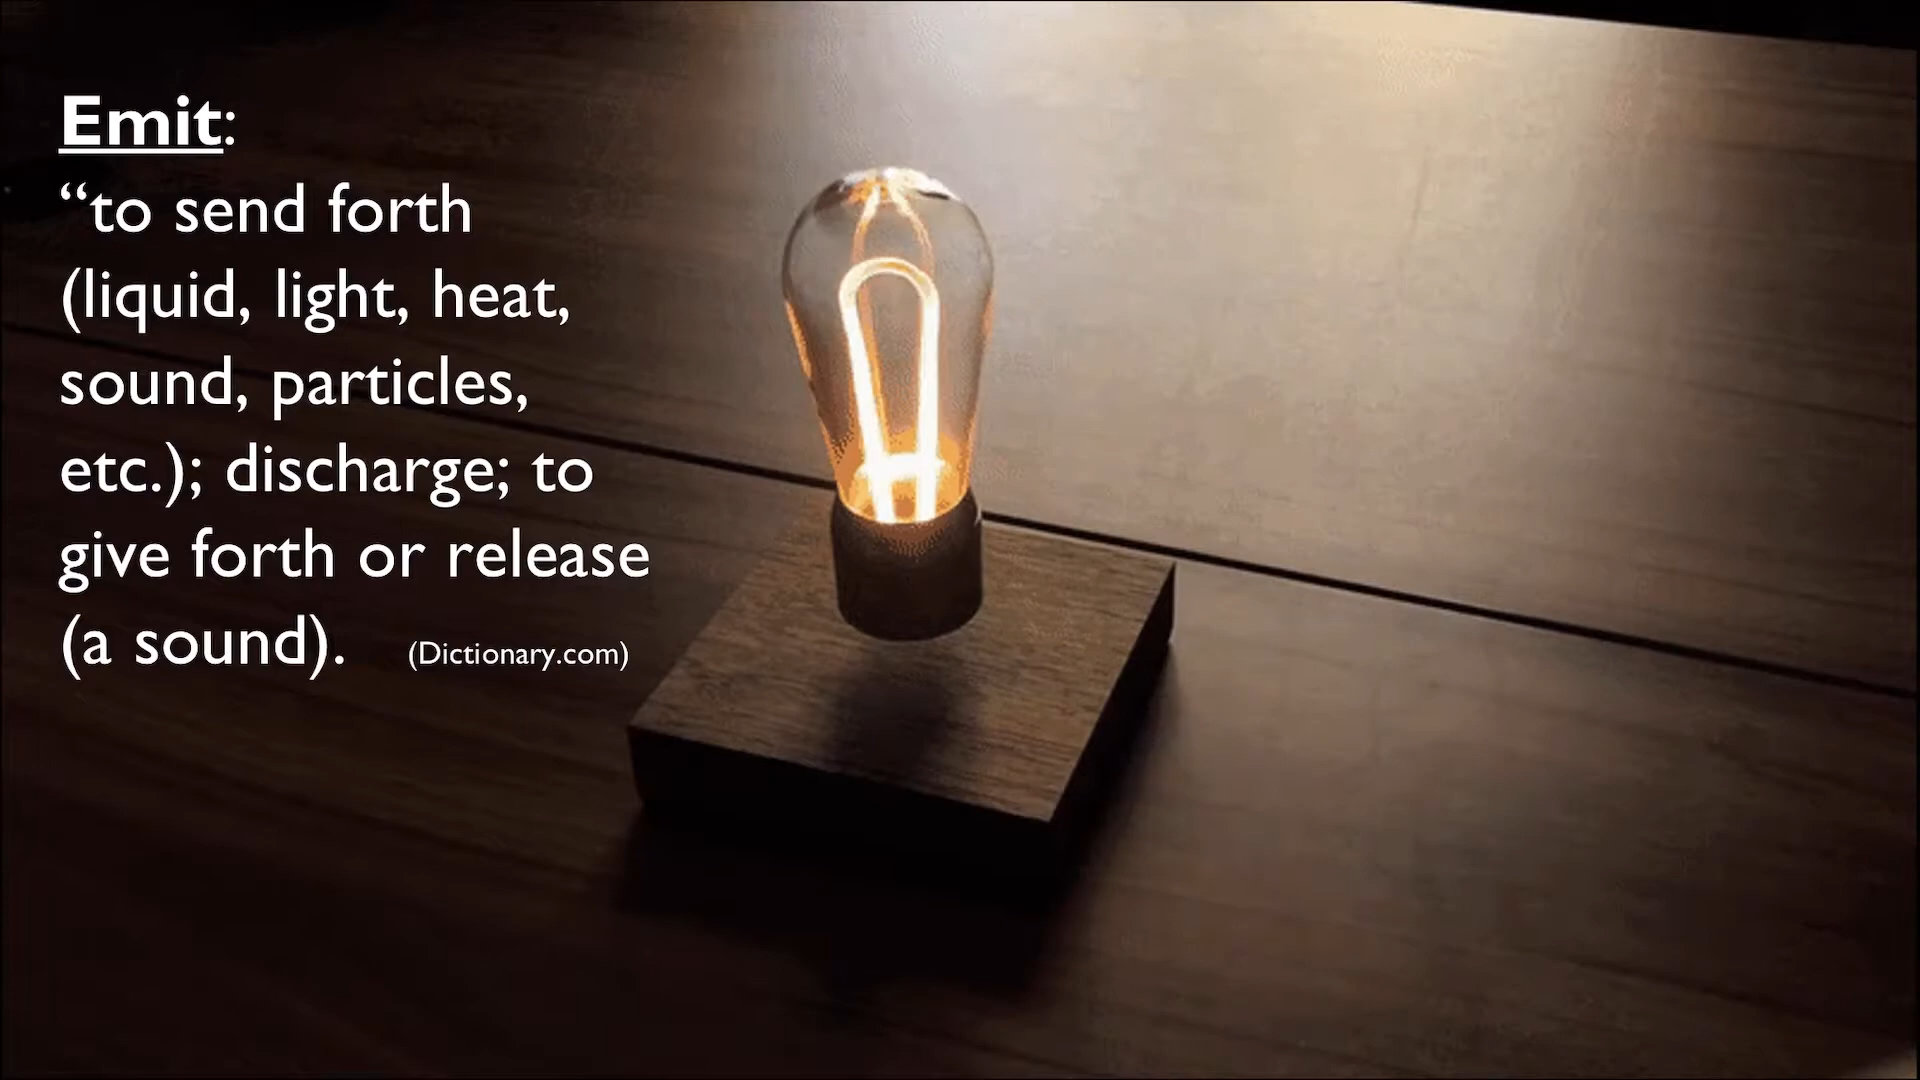 Emit:
“to send forth
(liquid, light, heat,
sound, particles,
etc.); discharge; to
give forth or release
(a sound). (Dictionary.com)